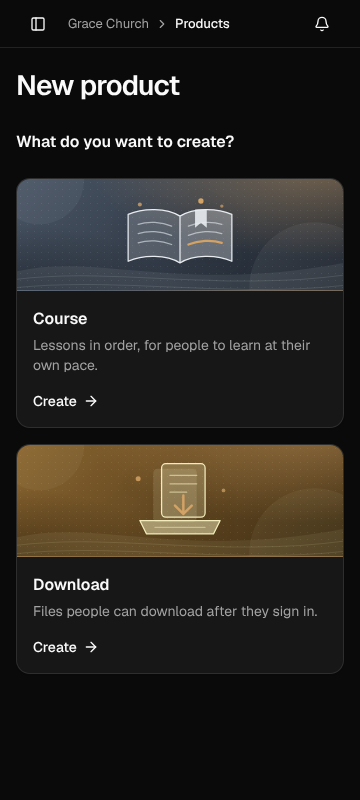 Grace Church > Products
New product
What do you want to create?
Course
Lessons in order, for people to learn at their
own pace.
Create →
Download
Files people can download after they sign in.
Create →